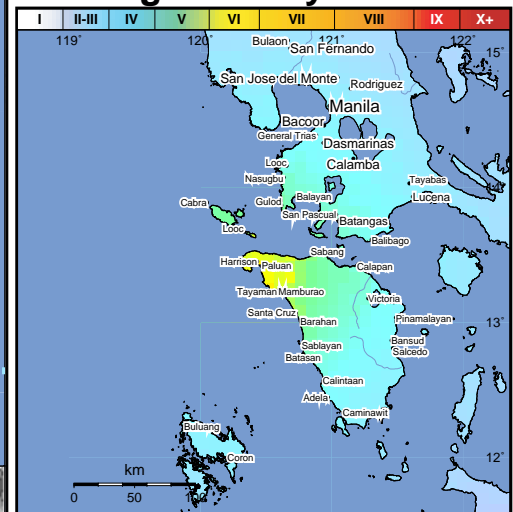 I II-III IV V VI VII VIII IX X+
119° 120° 121° 122°
Bulaon
San Fernando
15°
San Jose del Monte
Rodriguez
Manila
Bacoor
General Trias
Dasmarinas
Looc
Calamba
Nasugbu
Tayabas
Cabra
Gulod
Balayan
Lucena
San Pascual
Batangas
Looc
Balibago
Sabang
Harrison
Paluan
Calapan
Tayaman
Mamburao
Victoria
Santa Cruz
Barahan
Pinamalayan
13°
Sablayan
Bansud
Batasan
Salcedo
Calintaan
Adela
Caminawit
Buluang
Coron
12°
km
0 50